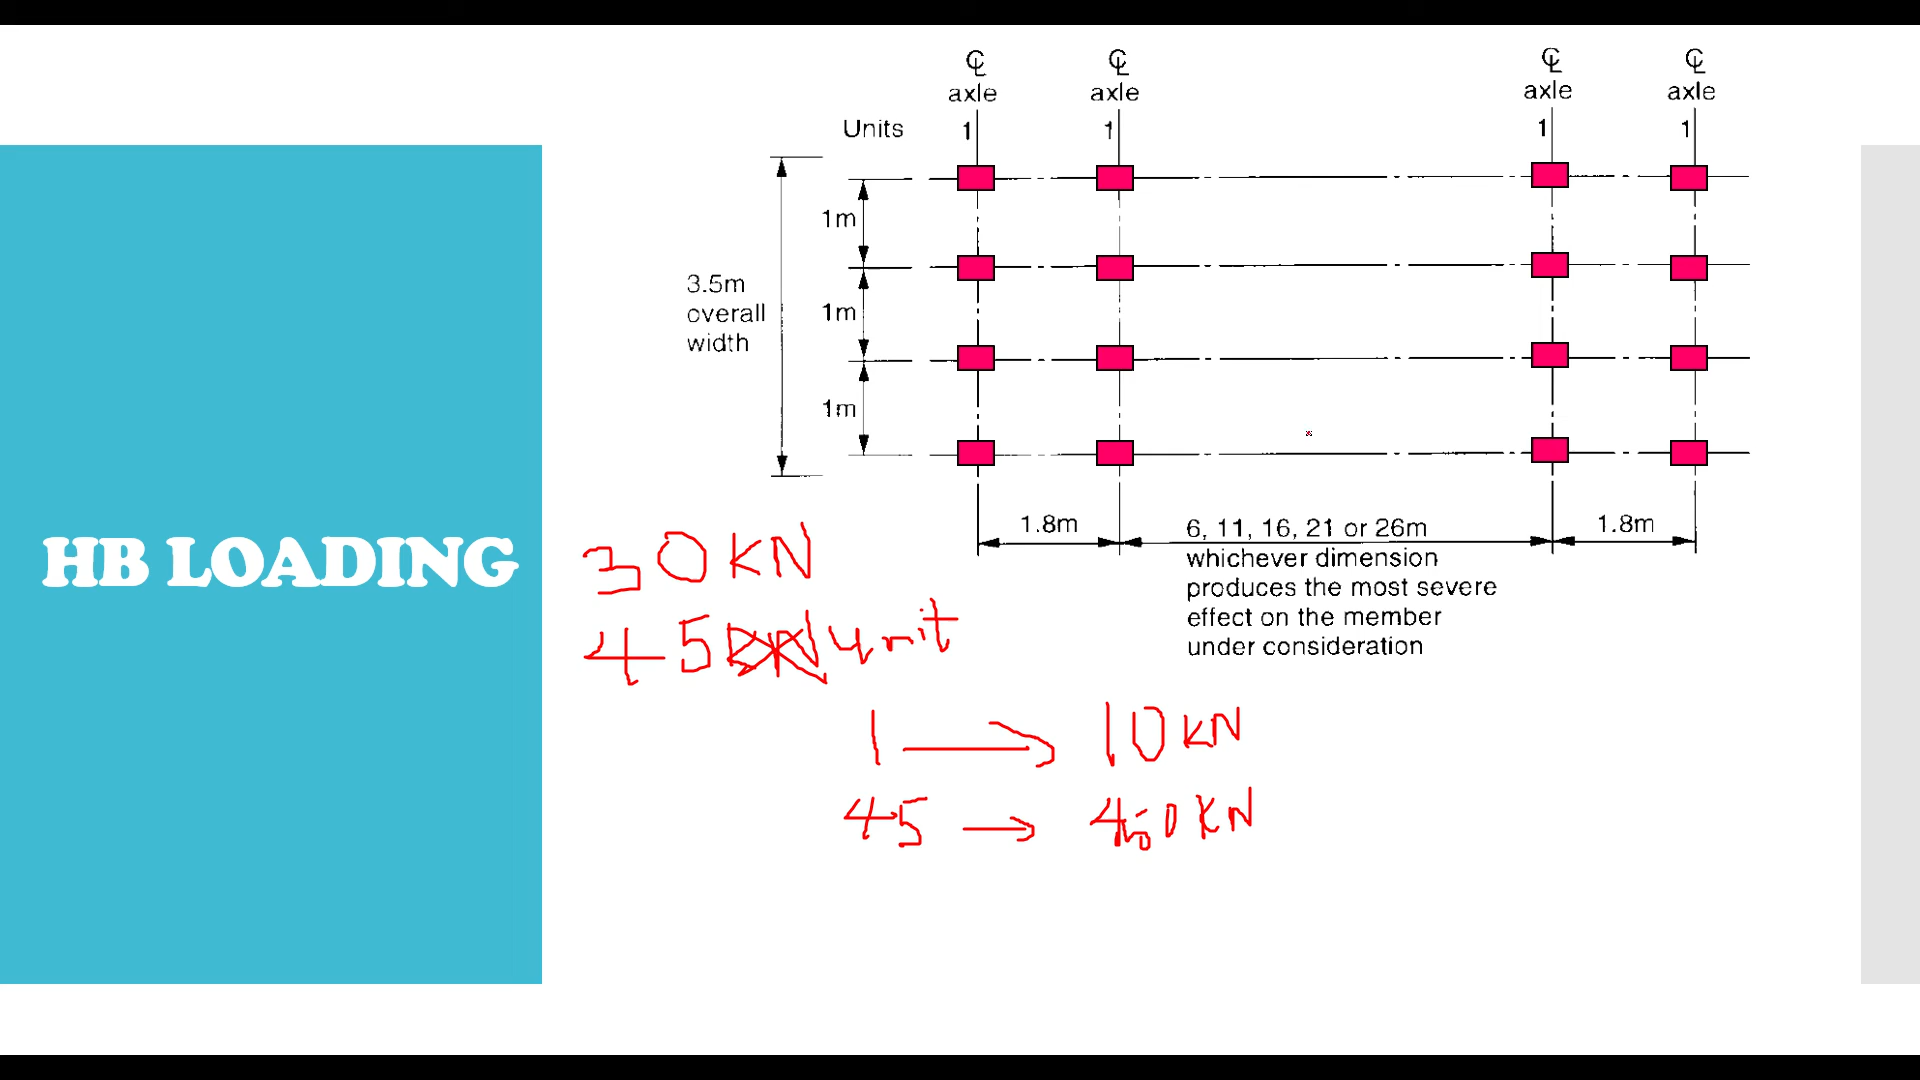 ℄ ℄ ℄ ℄
axle axle axle axle
Units 1 1 1 1
1m
1m
1m
3.5m
overall
width
1.8m
6, 11, 16, 21 or 26m
whichever dimension
produces the most severe
effect on the member
under consideration
1.8m
HB LOADING
30 KN
45 unit
1 → 10 KN
45 → 450 KN